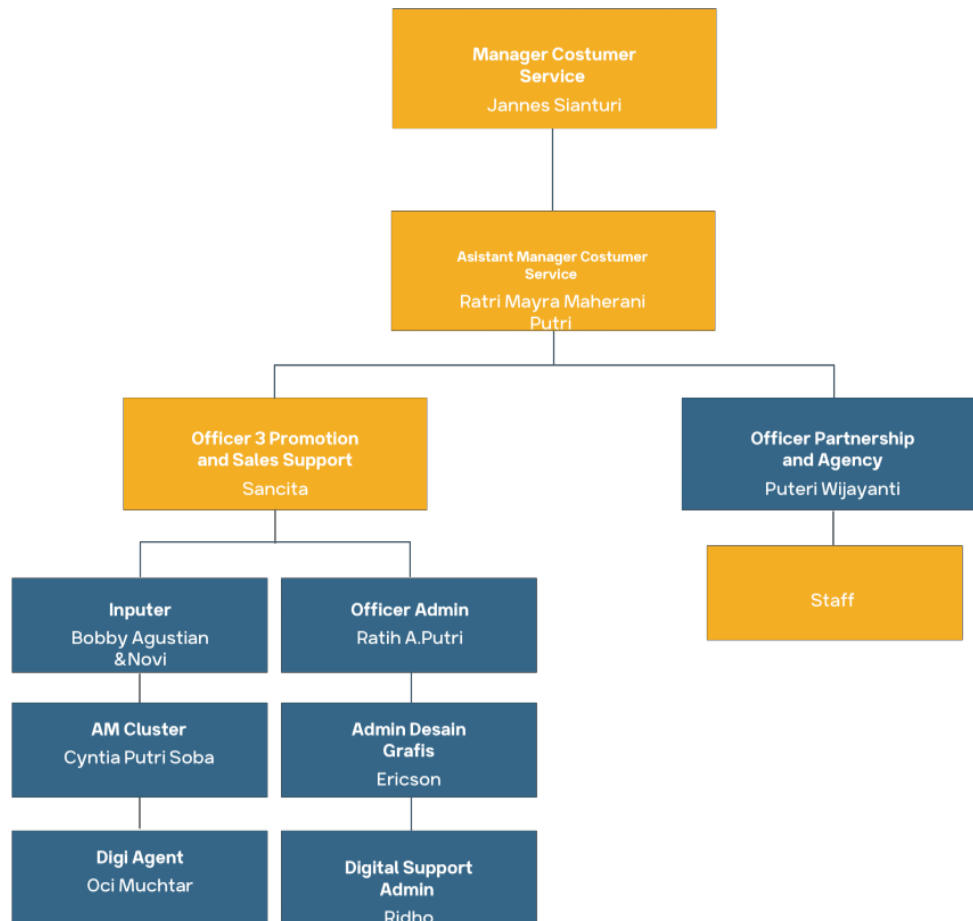 Manager Costumer
Service
Jannes Sianturi
Asistant Manager Costumer
Service
Ratri Mayra Maherani
Putri
Officer 3 Promotion
and Sales Support
Sancita
Officer Partnership
and Agency
Puteri Wijayanti
Staff
Inputer
Bobby Agustian
&Novi
Officer Admin
Ratih A.Putri
AM Cluster
Cyntia Putri Soba
Admin Desain
Grafis
Ericson
Digi Agent
Oci Muchtar
Digital Support
Admin
Ridho